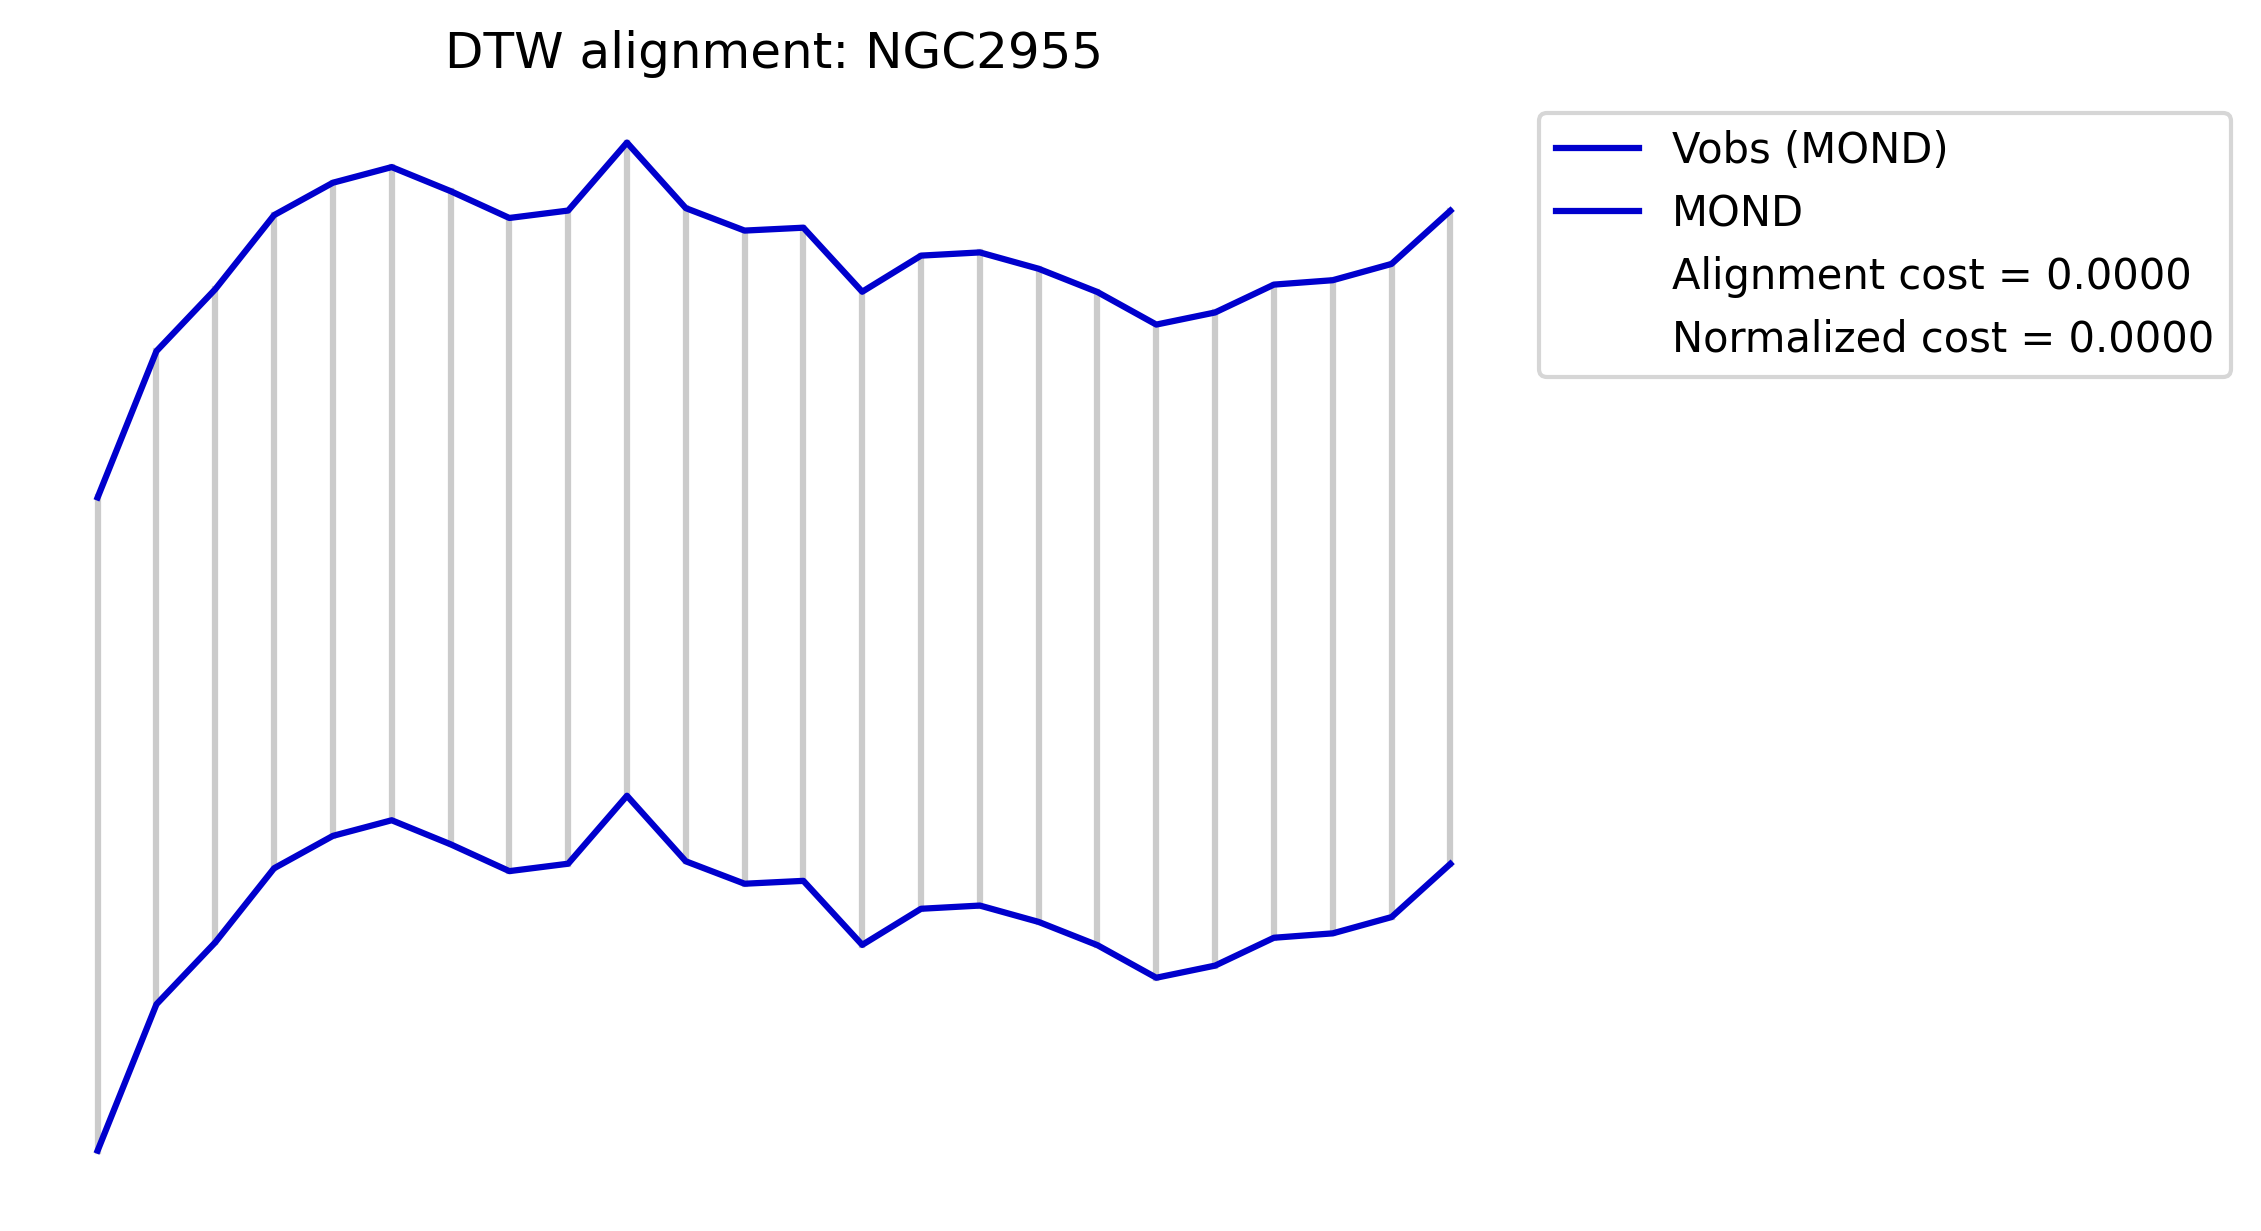 DTW alignment: NGC2955
Vobs (MOND)
MOND
Alignment cost = 0.0000
Normalized cost = 0.0000